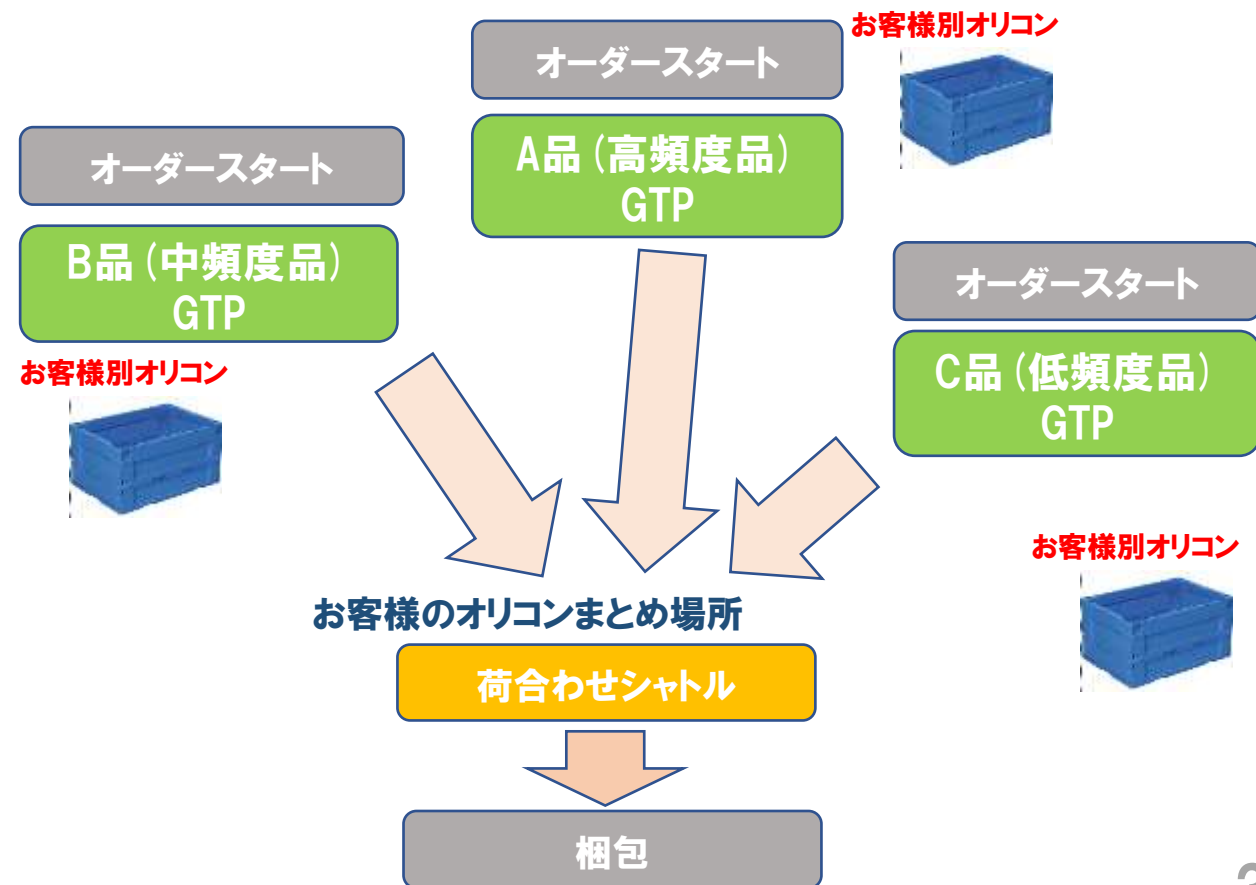 お客様別オリコン
オーダースタート
A品(高頻度品)
GTP
オーダースタート
B品(中頻度品)
GTP
お客様別オリコン
オーダースタート
C品(低頻度品)
GTP
お客様別オリコン
お客様のオリコンまとめ場所
荷合わせシャトル
梱包